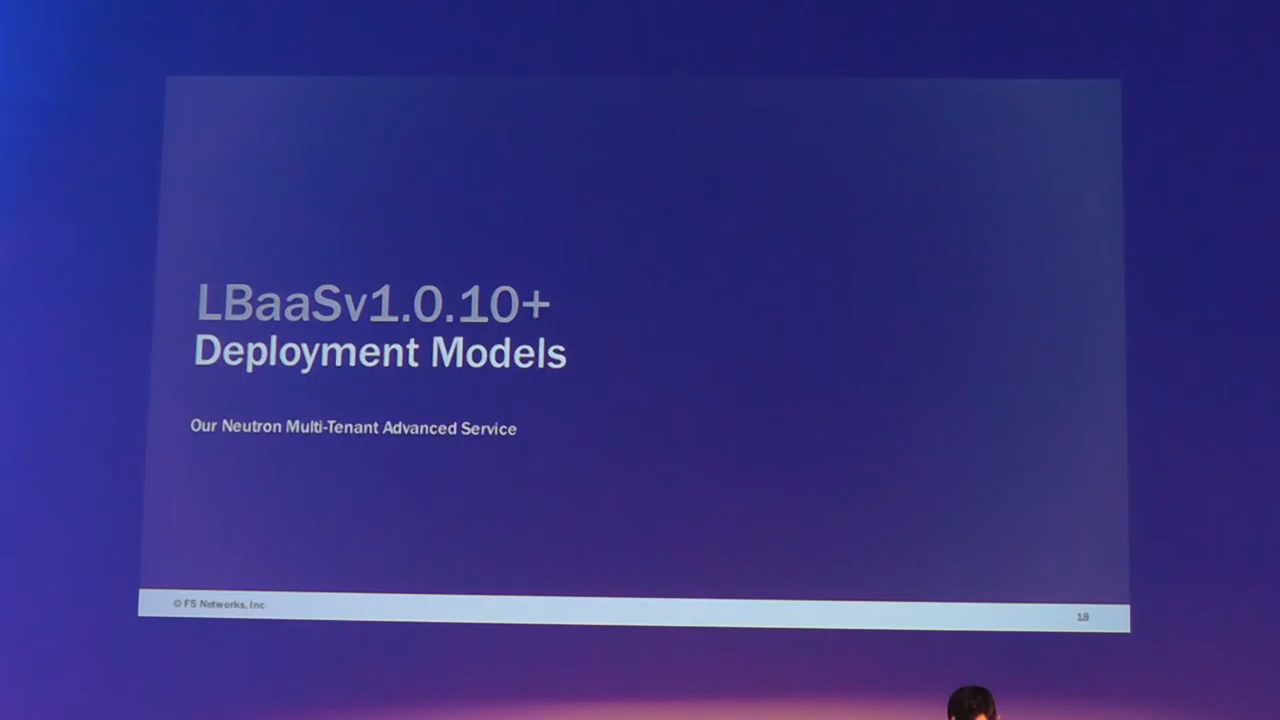 LBaaSv1.0.10+
Deployment Models
Our Neutron Multi-Tenant Advanced Service
© F5 Networks, Inc
18